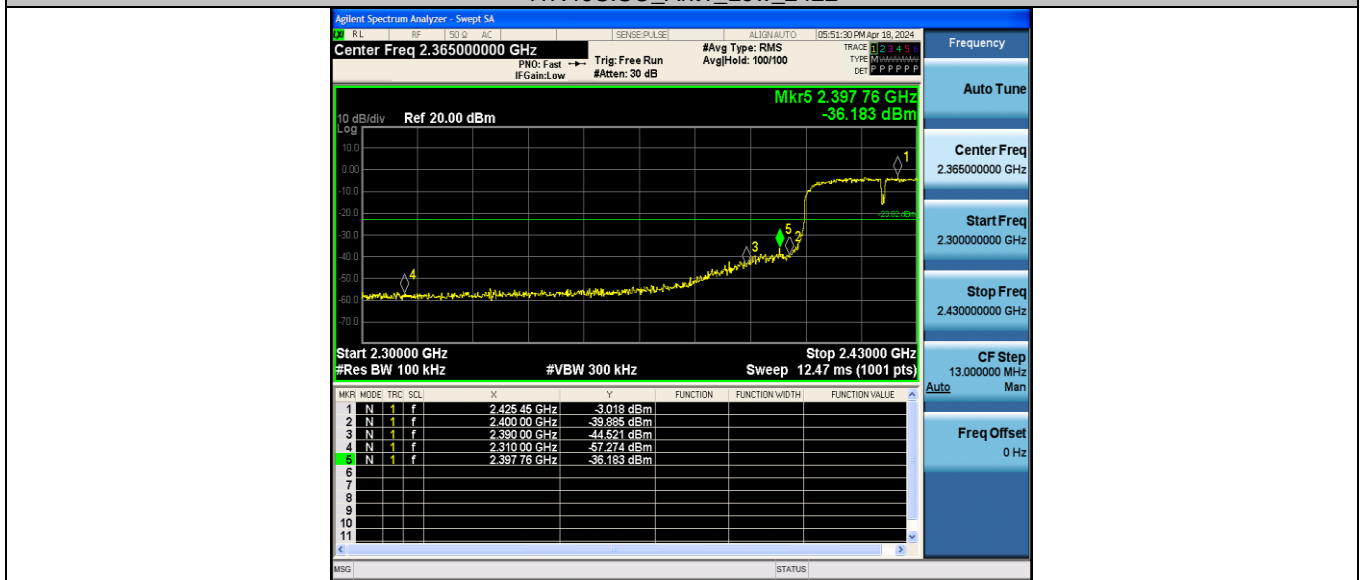 Agilent Spectrum Analyzer - Swept SA
RL RF 50 Ω AC SENSE:PULSE ALIGNAUTO 05:51:30 PM Apr 18, 2024
Center Freq 2.365000000 GHz
PNO: Fast
IFGain:Low
Trig: Free Run
#Atten: 30 dB
#Avg Type: RMS
Avg|Hold: 100/100
TRACE 1 2 3 4 5 6
TYPE M
DET P P P P P P
Mkr5 2.397 76 GHz
-36.183 dBm
10 dB/div Ref 20.00 dBm
Log
10.0
0.00
-10.0
-20.0
-30.0
-40.0
-50.0
-60.0
-70.0
1
5
2
3
4
Start 2.30000 GHz
Stop 2.43000 GHz
#Res BW 100 kHz
#VBW 300 kHz
Sweep 12.47 ms (1001 pts)
MKR MODE TRC SCL X Y FUNCTION FUNCTION WIDTH FUNCTION VALUE
1 N 1 f 2.425 45 GHz -3.018 dBm
2 N 1 f 2.400 00 GHz -39.885 dBm
3 N 1 f 2.390 00 GHz -44.521 dBm
4 N 1 f 2.310 00 GHz -57.274 dBm
5 N 1 f 2.397 76 GHz -36.183 dBm
6
7
8
9
10
11
MSG
STATUS
Frequency
Auto Tune
Center Freq
2.365000000 GHz
Start Freq
2.300000000 GHz
Stop Freq
2.430000000 GHz
CF Step
13.000000 MHz
Auto Man
Freq Offset
0 Hz